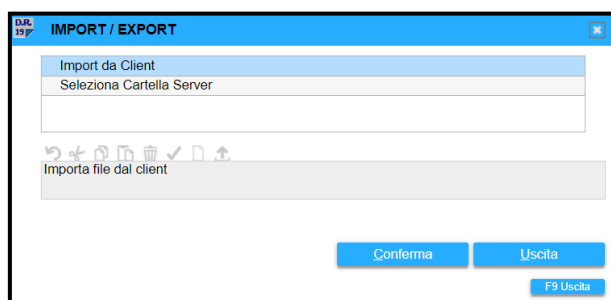 D.R.
19
IMPORT / EXPORT
Import da Client
Seleziona Cartella Server
Importa file dal client
Conferma
Uscita
F9 Uscita